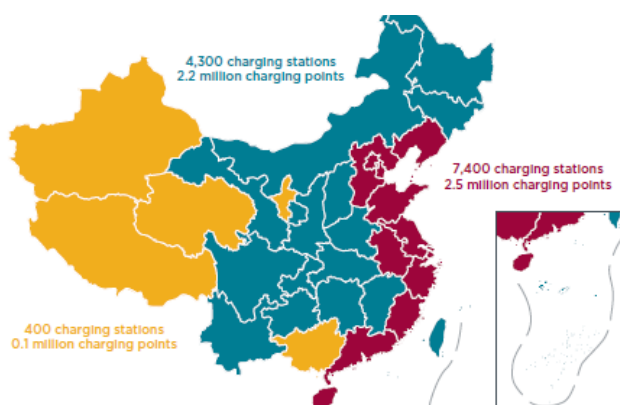 4,300 charging stations
2.2 million charging points
7,400 charging stations
2.5 million charging points
400 charging stations
0.1 million charging points